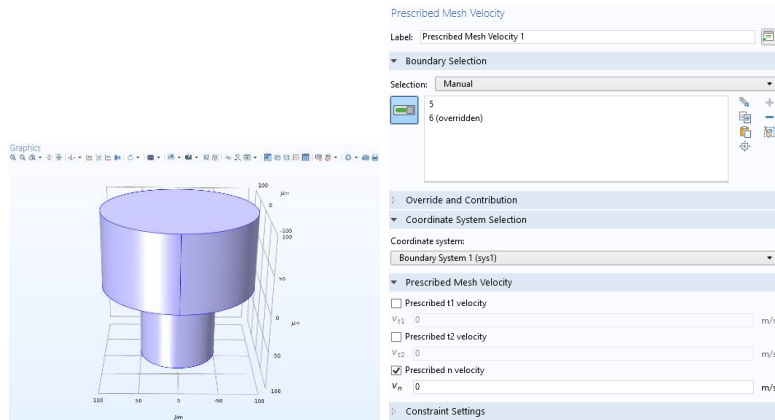 Graphics
100
µm
0
-100
100
50
0
µm
50
-100
100
50
0
-50
-100
µm
Prescribed Mesh Velocity
Label: Prescribed Mesh Velocity 1
Boundary Selection
Selection: Manual
5
6 (overridden)
Override and Contribution
Coordinate System Selection
Coordinate system:
Boundary System 1 (sys1)
Prescribed Mesh Velocity
Prescribed t1 velocity
vt1 0 m/s
Prescribed t2 velocity
vt2 0 m/s
Prescribed n velocity
vn 0 m/s
Constraint Settings